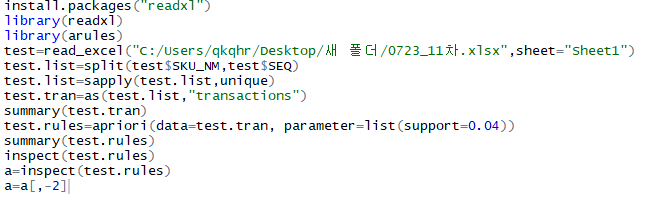 install.packages("readxl")
library(readxl)
library(arules)
test=read_excel("C:/Users/qkqhr/Desktop/새 폴더/0723_11차.xlsx",sheet="Sheet1")
test.list=split(test$SKU_NM,test$SEQ)
test.list=sapply(test.list,unique)
test.tran=as(test.list,"transactions")
summary(test.tran)
test.rules=apriori(data=test.tran, parameter=list(support=0.04))
summary(test.rules)
inspect(test.rules)
a=inspect(test.rules)
a=a[,-2]